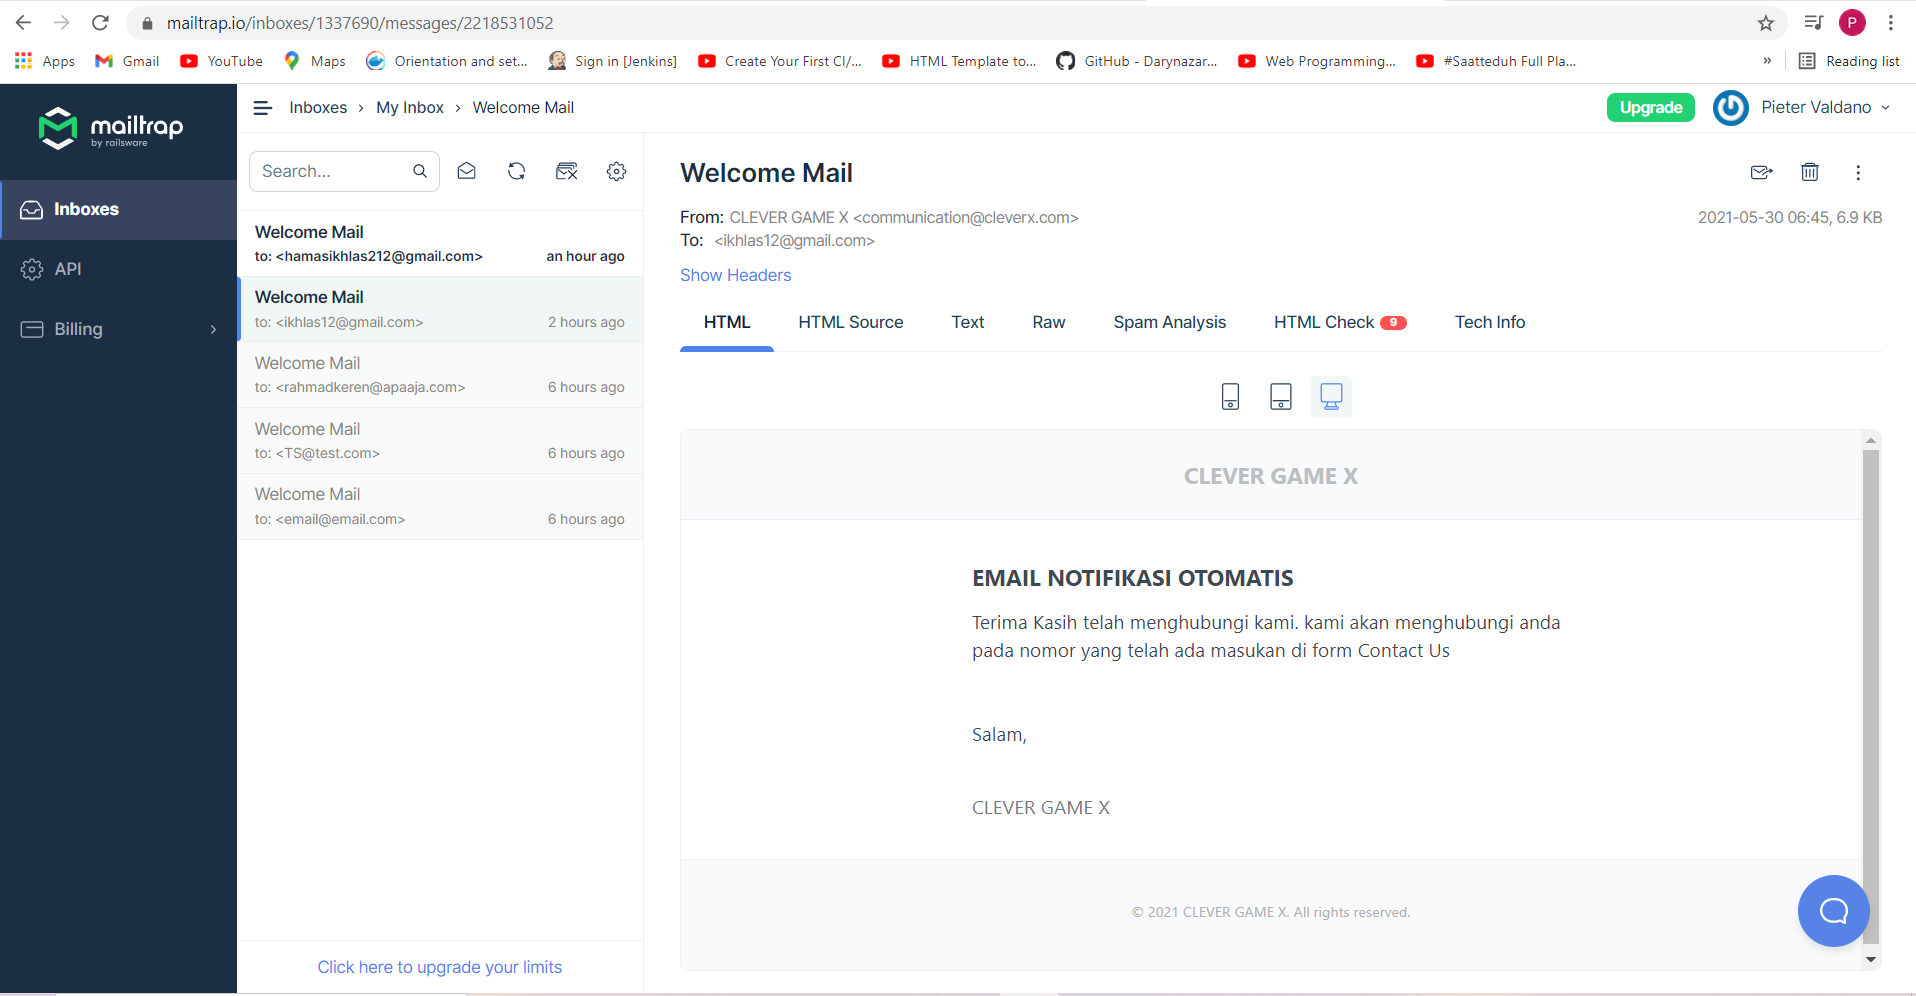 mailtrap.io/inboxes/1337690/messages/2218531052
P
Apps
Gmail
YouTube
Maps
Orientation and set...
Sign in [Jenkins]
Create Your First CI/...
HTML Template to...
GitHub - Darynazar...
Web Programming...
#Saatteduh Full Pla...
»
Reading list
mailtrap
by railsware
Inboxes › My Inbox › Welcome Mail
Upgrade
Pieter Valdano
Inboxes
API
Billing
Search...
Welcome Mail
to: <hamasikhlas212@gmail.com> an hour ago
Welcome Mail
to: <ikhlas12@gmail.com> 2 hours ago
Welcome Mail
to: <rahmadkeren@apaaja.com> 6 hours ago
Welcome Mail
to: <TS@test.com> 6 hours ago
Welcome Mail
to: <email@email.com> 6 hours ago
Click here to upgrade your limits
Welcome Mail
From: CLEVER GAME X <communication@cleverx.com>
2021-05-30 06:45, 6.9 KB
To: <ikhlas12@gmail.com>
Show Headers
HTML
HTML Source
Text
Raw
Spam Analysis
HTML Check 9
Tech Info
CLEVER GAME X
EMAIL NOTIFIKASI OTOMATIS
Terima Kasih telah menghubungi kami. kami akan menghubungi anda
pada nomor yang telah ada masukan di form Contact Us
Salam,
CLEVER GAME X
© 2021 CLEVER GAME X. All rights reserved.